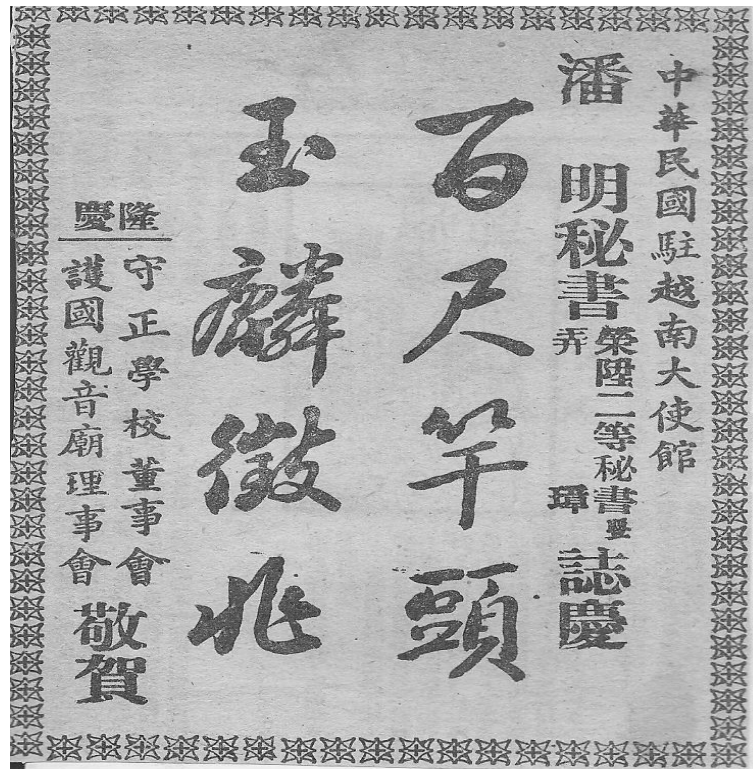 中華民國駐越南大使館
潘 明秘書榮陞二等秘書暨弄璋誌慶
百尺竿頭
玉麟徵兆
隆慶
守正學校董事會
護國觀音廟理事會
敬賀